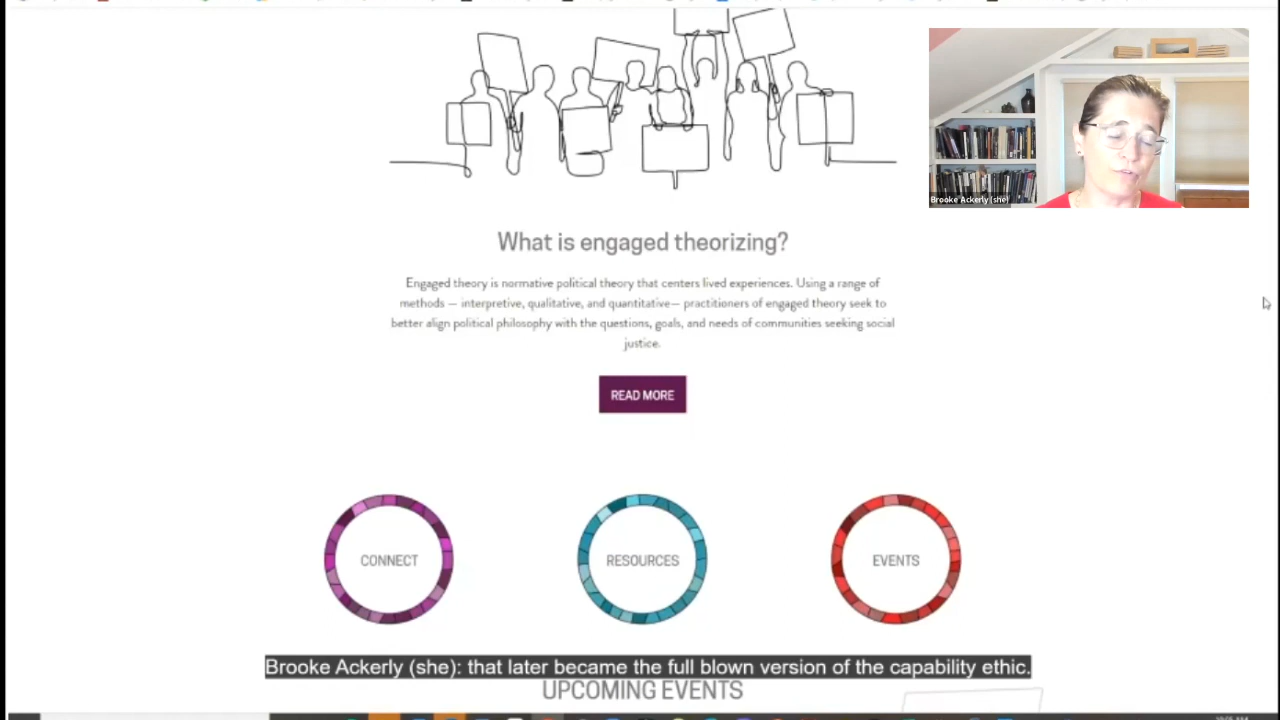 Brooke Ackerly (she)
What is engaged theorizing?
Engaged theory is normative political theory that centers lived experiences. Using a range of
methods — interpretive, qualitative, and quantitative— practitioners of engaged theory seek to
better align political philosophy with the questions, goals, and needs of communities seeking social
justice.
READ MORE
CONNECT
RESOURCES
EVENTS
Brooke Ackerly (she): that later became the full blown version of the capability ethic.
UPCOMING EVENTS